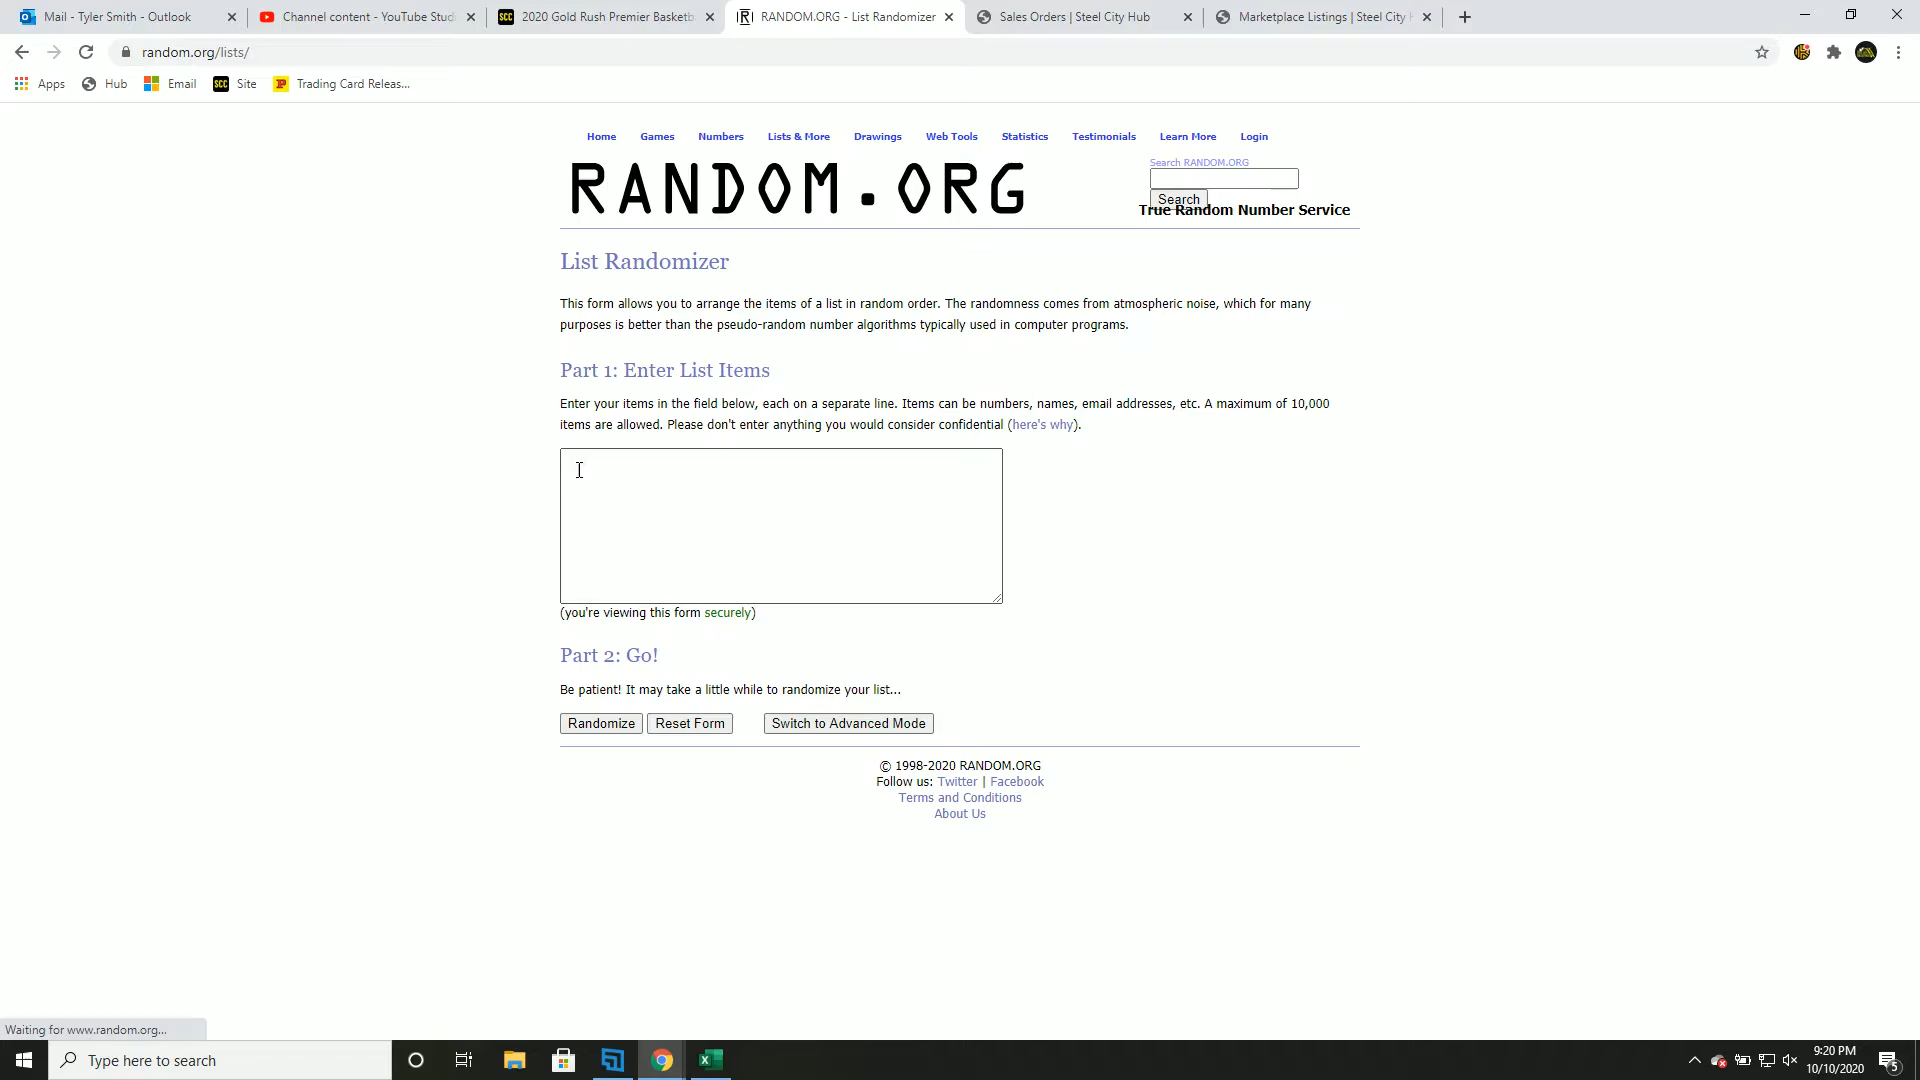 Mail - Tyler Smith - Outlook
Channel content - YouTube Studi
SCC
2020 Gold Rush Premier Basketb
RANDOM.ORG - List Randomizer
Sales Orders | Steel City Hub
Marketplace Listings | Steel City H
random.org/lists/
Apps
Hub
Email
SCC
Site
Trading Card Releas...
Home
Games
Numbers
Lists & More
Drawings
Web Tools
Statistics
Testimonials
Learn More
Login
RANDOM.ORG
Search RANDOM.ORG
Search
True Random Number Service
List Randomizer
This form allows you to arrange the items of a list in random order. The randomness comes from atmospheric noise, which for many
purposes is better than the pseudo-random number algorithms typically used in computer programs.
Part 1: Enter List Items
Enter your items in the field below, each on a separate line. Items can be numbers, names, email addresses, etc. A maximum of 10,000
items are allowed. Please don't enter anything you would consider confidential (here's why).
(you're viewing this form securely)
Part 2: Go!
Be patient! It may take a little while to randomize your list...
Randomize
Reset Form
Switch to Advanced Mode
© 1998-2020 RANDOM.ORG
Follow us: Twitter | Facebook
Terms and Conditions
About Us
Waiting for www.random.org...
Type here to search
9:20 PM
10/10/2020
5